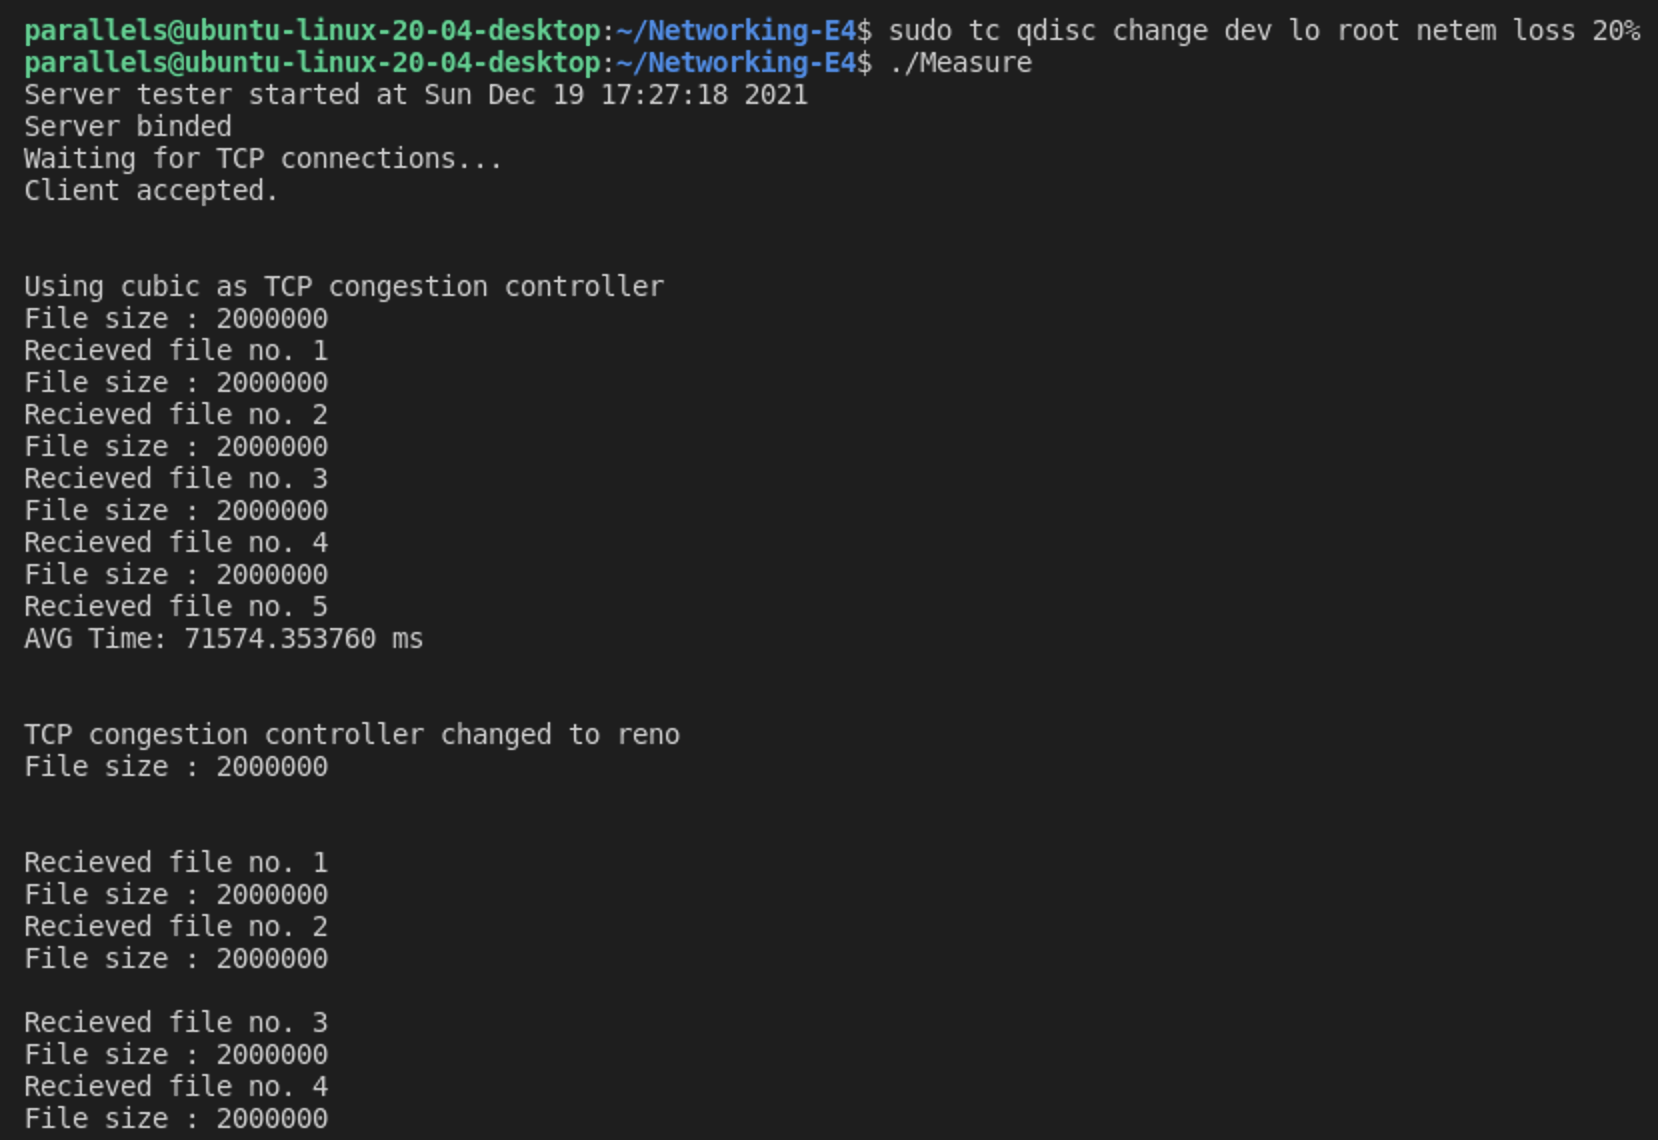 parallels@ubuntu-linux-20-04-desktop:~/Networking-E4$ sudo tc qdisc change dev lo root netem loss 20%
parallels@ubuntu-linux-20-04-desktop:~/Networking-E4$ ./Measure
Server tester started at Sun Dec 19 17:27:18 2021
Server binded
Waiting for TCP connections...
Client accepted.
Using cubic as TCP congestion controller
File size : 2000000
Recieved file no. 1
File size : 2000000
Recieved file no. 2
File size : 2000000
Recieved file no. 3
File size : 2000000
Recieved file no. 4
File size : 2000000
Recieved file no. 5
AVG Time: 71574.353760 ms
TCP congestion controller changed to reno
File size : 2000000
Recieved file no. 1
File size : 2000000
Recieved file no. 2
File size : 2000000
Recieved file no. 3
File size : 2000000
Recieved file no. 4
File size : 2000000